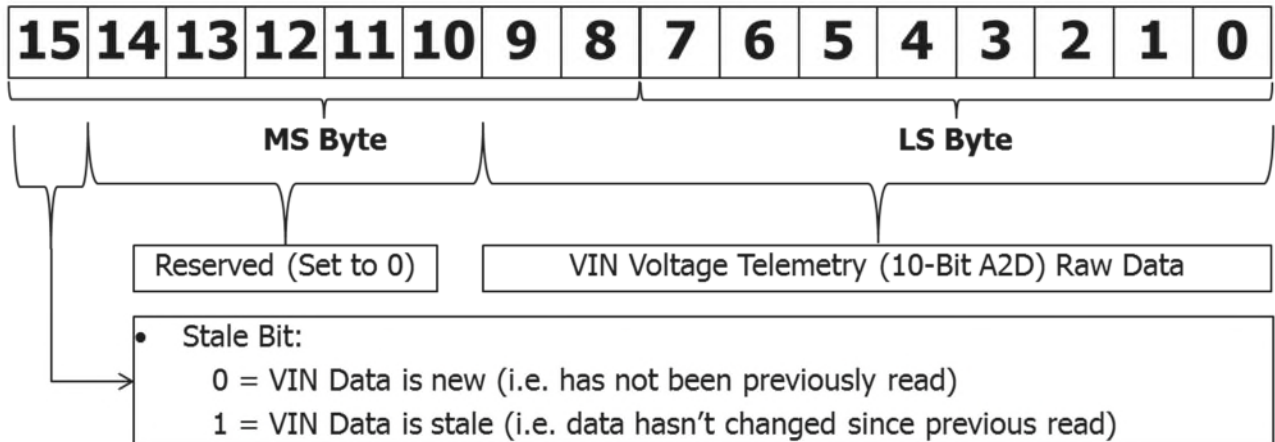 15 14 13 12 11 10 9 8 7 6 5 4 3 2 1 0
MS Byte LS Byte
Reserved (Set to 0) VIN Voltage Telemetry (10-Bit A2D) Raw Data
• Stale Bit:
0 = VIN Data is new (i.e. has not been previously read)
1 = VIN Data is stale (i.e. data hasn't changed since previous read)